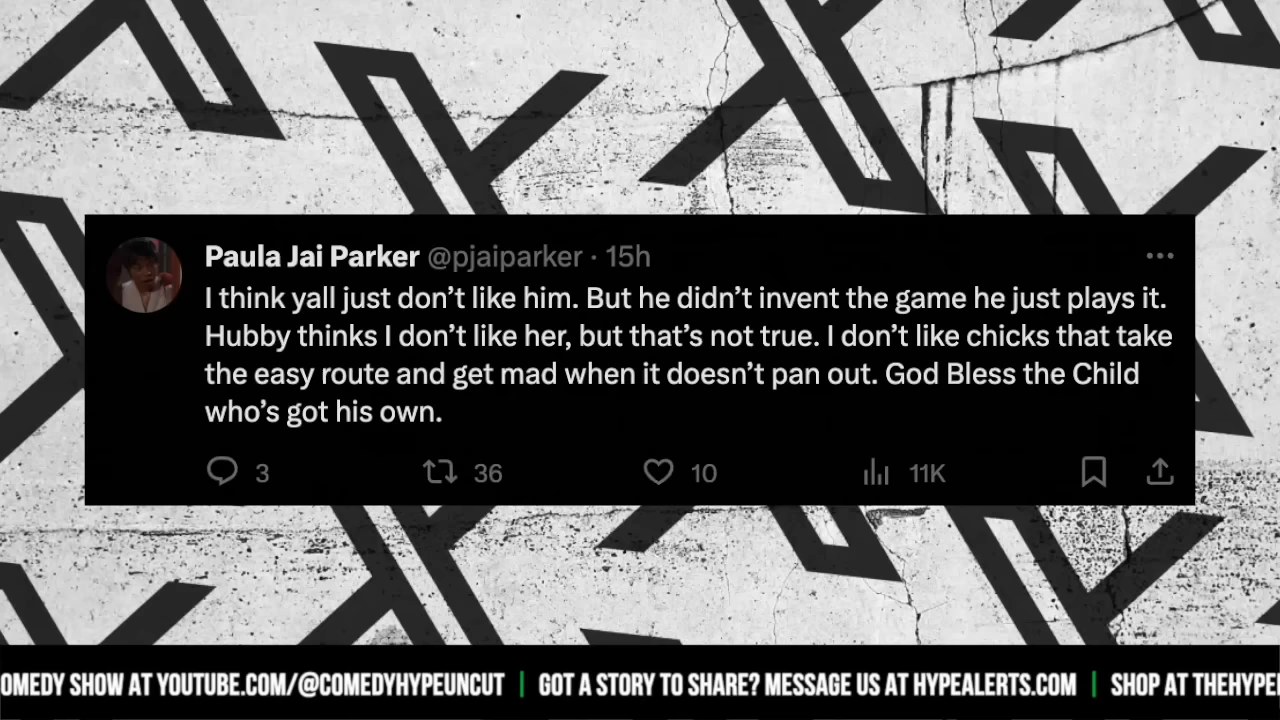 Paula Jai Parker @pjaiparker · 15h
I think yall just don’t like him. But he didn’t invent the game he just plays it.
Hubby thinks I don’t like her, but that’s not true. I don’t like chicks that take
the easy route and get mad when it doesn’t pan out. God Bless the Child
who’s got his own.
3 36 10 11K
OMEDY SHOW AT YOUTUBE.COM/@COMEDYHYPEUNCUT | GOT A STORY TO SHARE? MESSAGE US AT HYPEALERTS.COM | SHOP AT THEHYPE